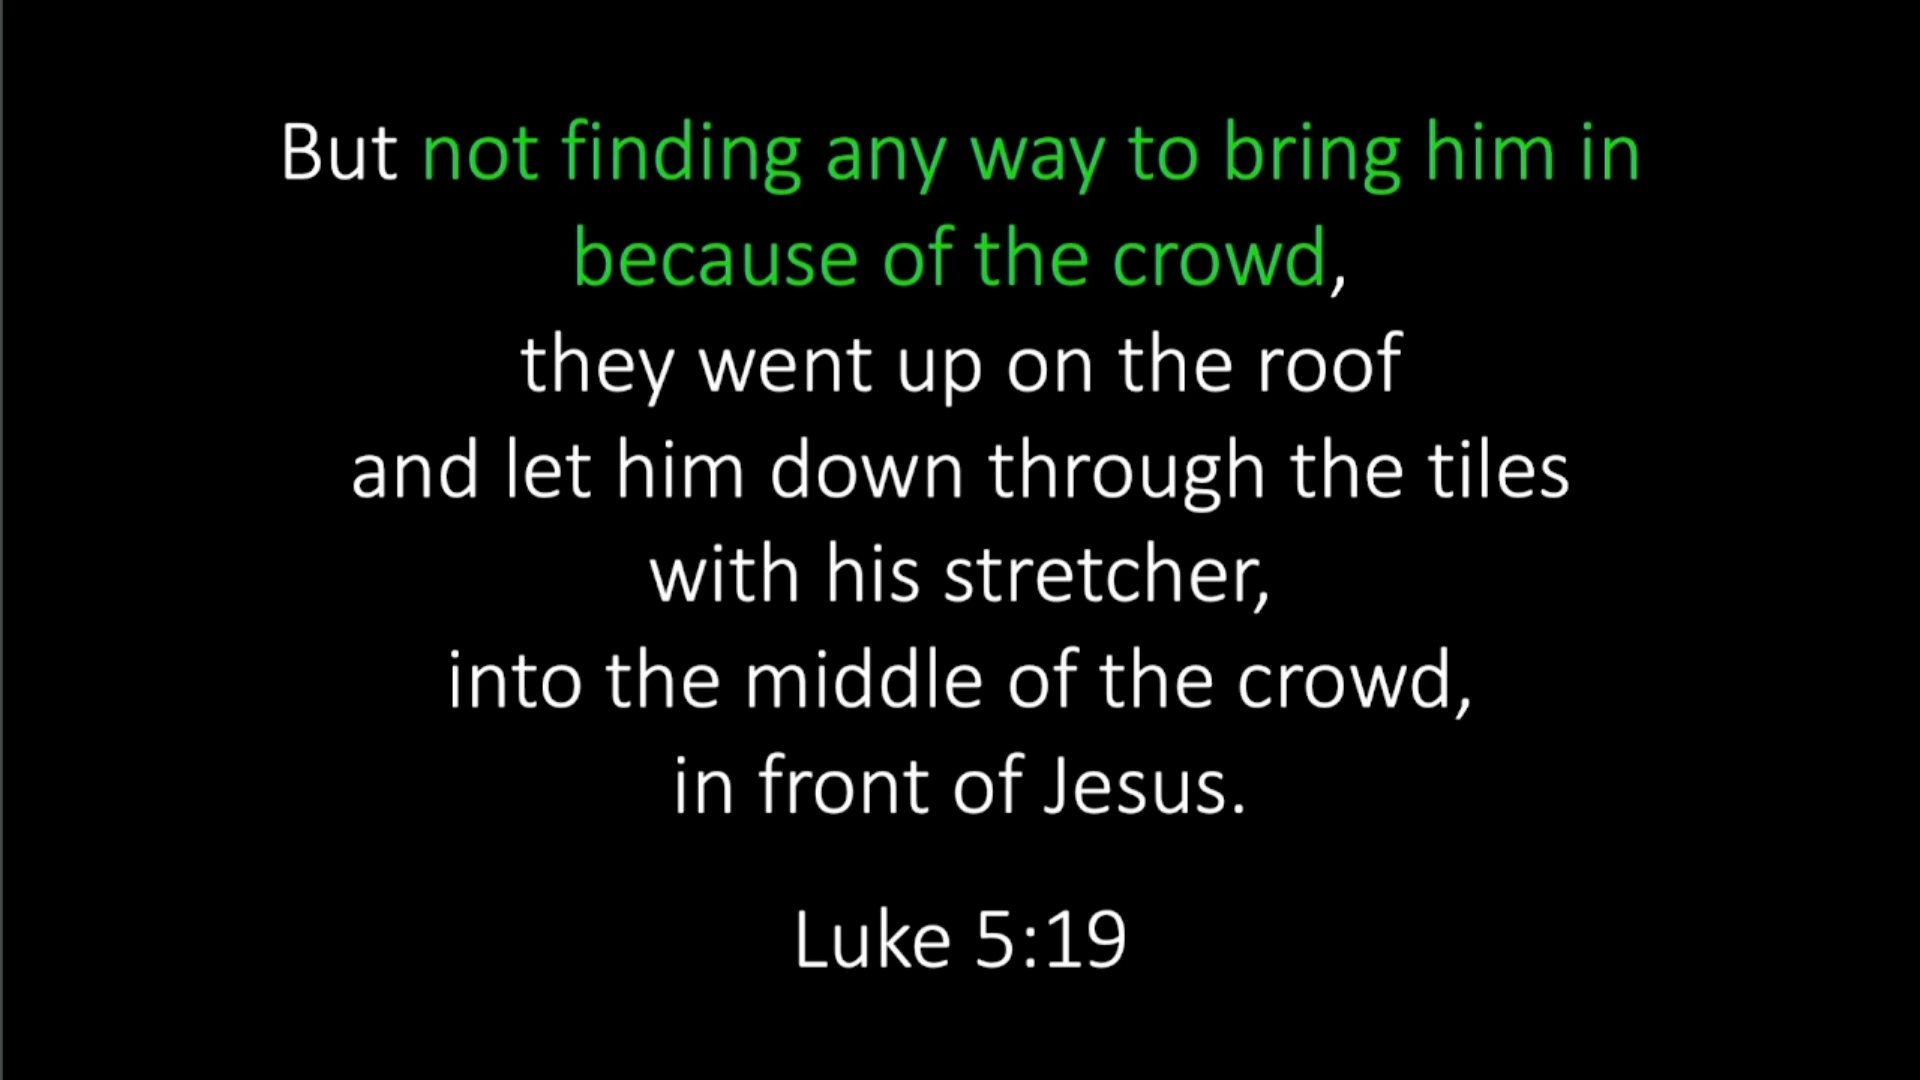 But not finding any way to bring him in
because of the crowd,
they went up on the roof
and let him down through the tiles
with his stretcher,
into the middle of the crowd,
in front of Jesus.
Luke 5:19